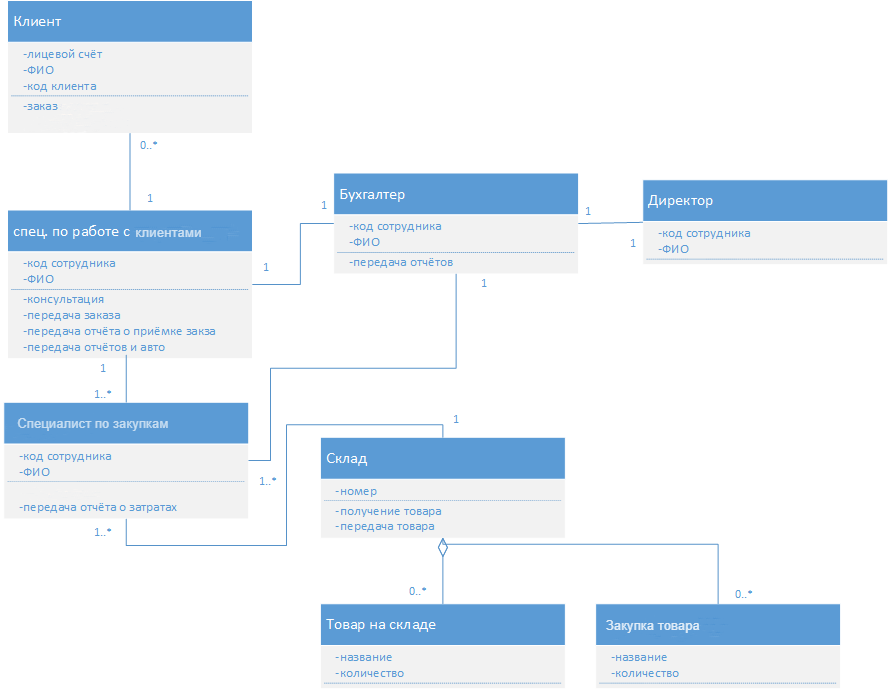 Клиент
-лицевой счёт
-ФИО
-код клиента
-заказ
0..*
1
спец. по работе с клиентами
-код сотрудника
-ФИО
-консультация
-передача заказа
-передача отчёта о приёмке закза
-передача отчётов и авто
1
1
Бухгалтер
-код сотрудника
-ФИО
-передача отчётов
1
1
1
Директор
-код сотрудника
-ФИО
1
1..*
Специалист по закупкам
-код сотрудника
-ФИО
-передача отчёта о затратах
1..*
1..*
1
Склад
-номер
-получение товара
-передача товара
0..*
0..*
Товар на складе
-название
-количество
Закупка товара
-название
-количество